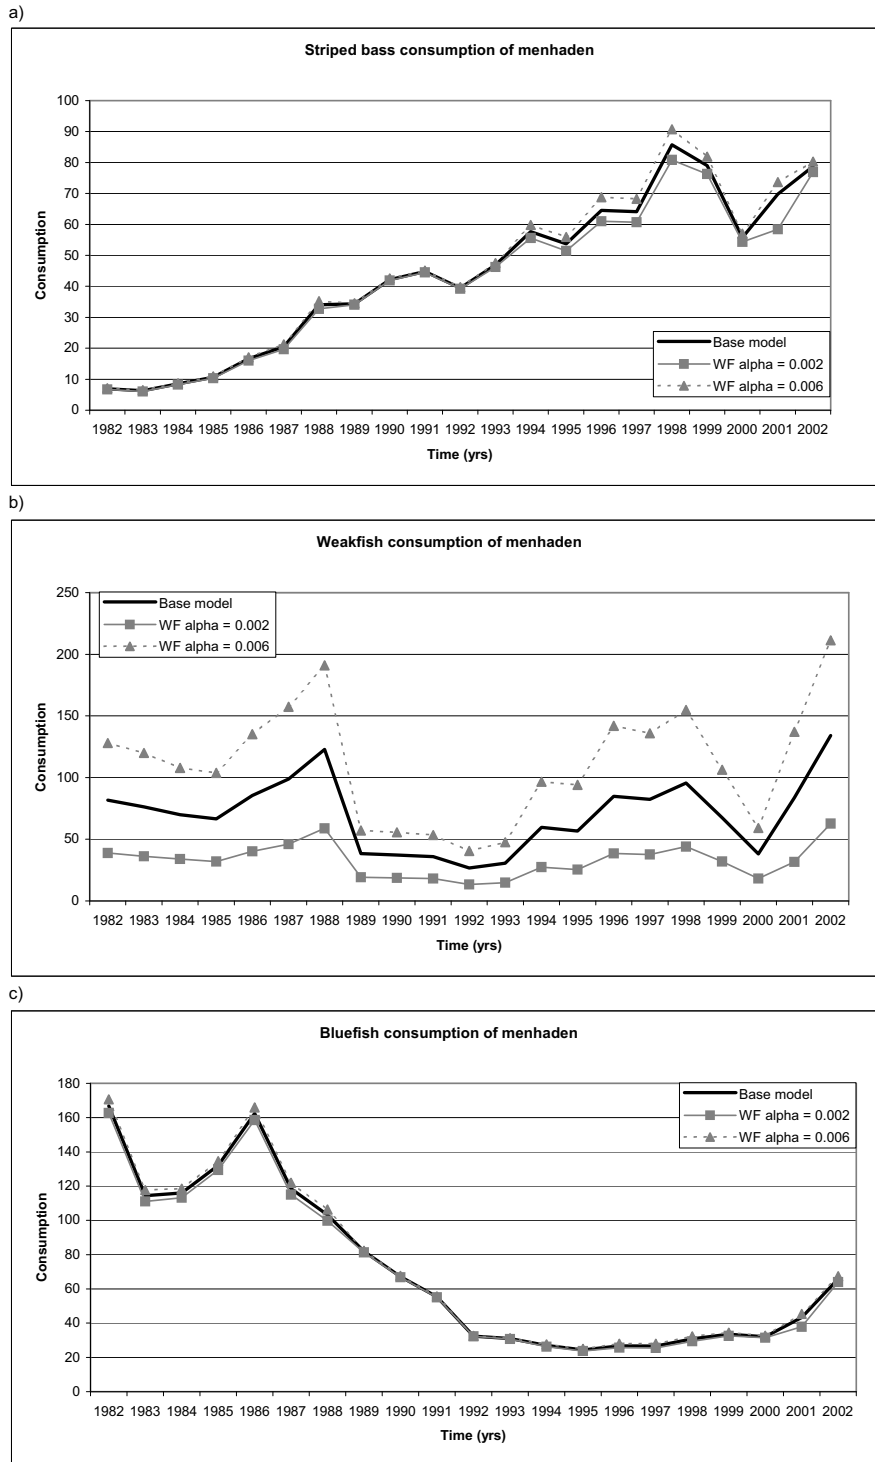 a)
Striped bass consumption of menhaden
100
90
80
70
60
50
40
30
20
10
0
Consumption
Base model
WF alpha = 0.002
WF alpha = 0.006
1982 1983 1984 1985 1986 1987 1988 1989 1990 1991 1992 1993 1994 1995 1996 1997 1998 1999 2000 2001 2002
Time (yrs)
b)
Weakfish consumption of menhaden
250
200
150
100
50
0
Consumption
Base model
WF alpha = 0.002
WF alpha = 0.006
1982 1983 1984 1985 1986 1987 1988 1989 1990 1991 1992 1993 1994 1995 1996 1997 1998 1999 2000 2001 2002
Time (yrs)
c)
Bluefish consumption of menhaden
180
160
140
120
100
80
60
40
20
0
Consumption
Base model
WF alpha = 0.002
WF alpha = 0.006
1982 1983 1984 1985 1986 1987 1988 1989 1990 1991 1992 1993 1994 1995 1996 1997 1998 1999 2000 2001 2002
Time (yrs)